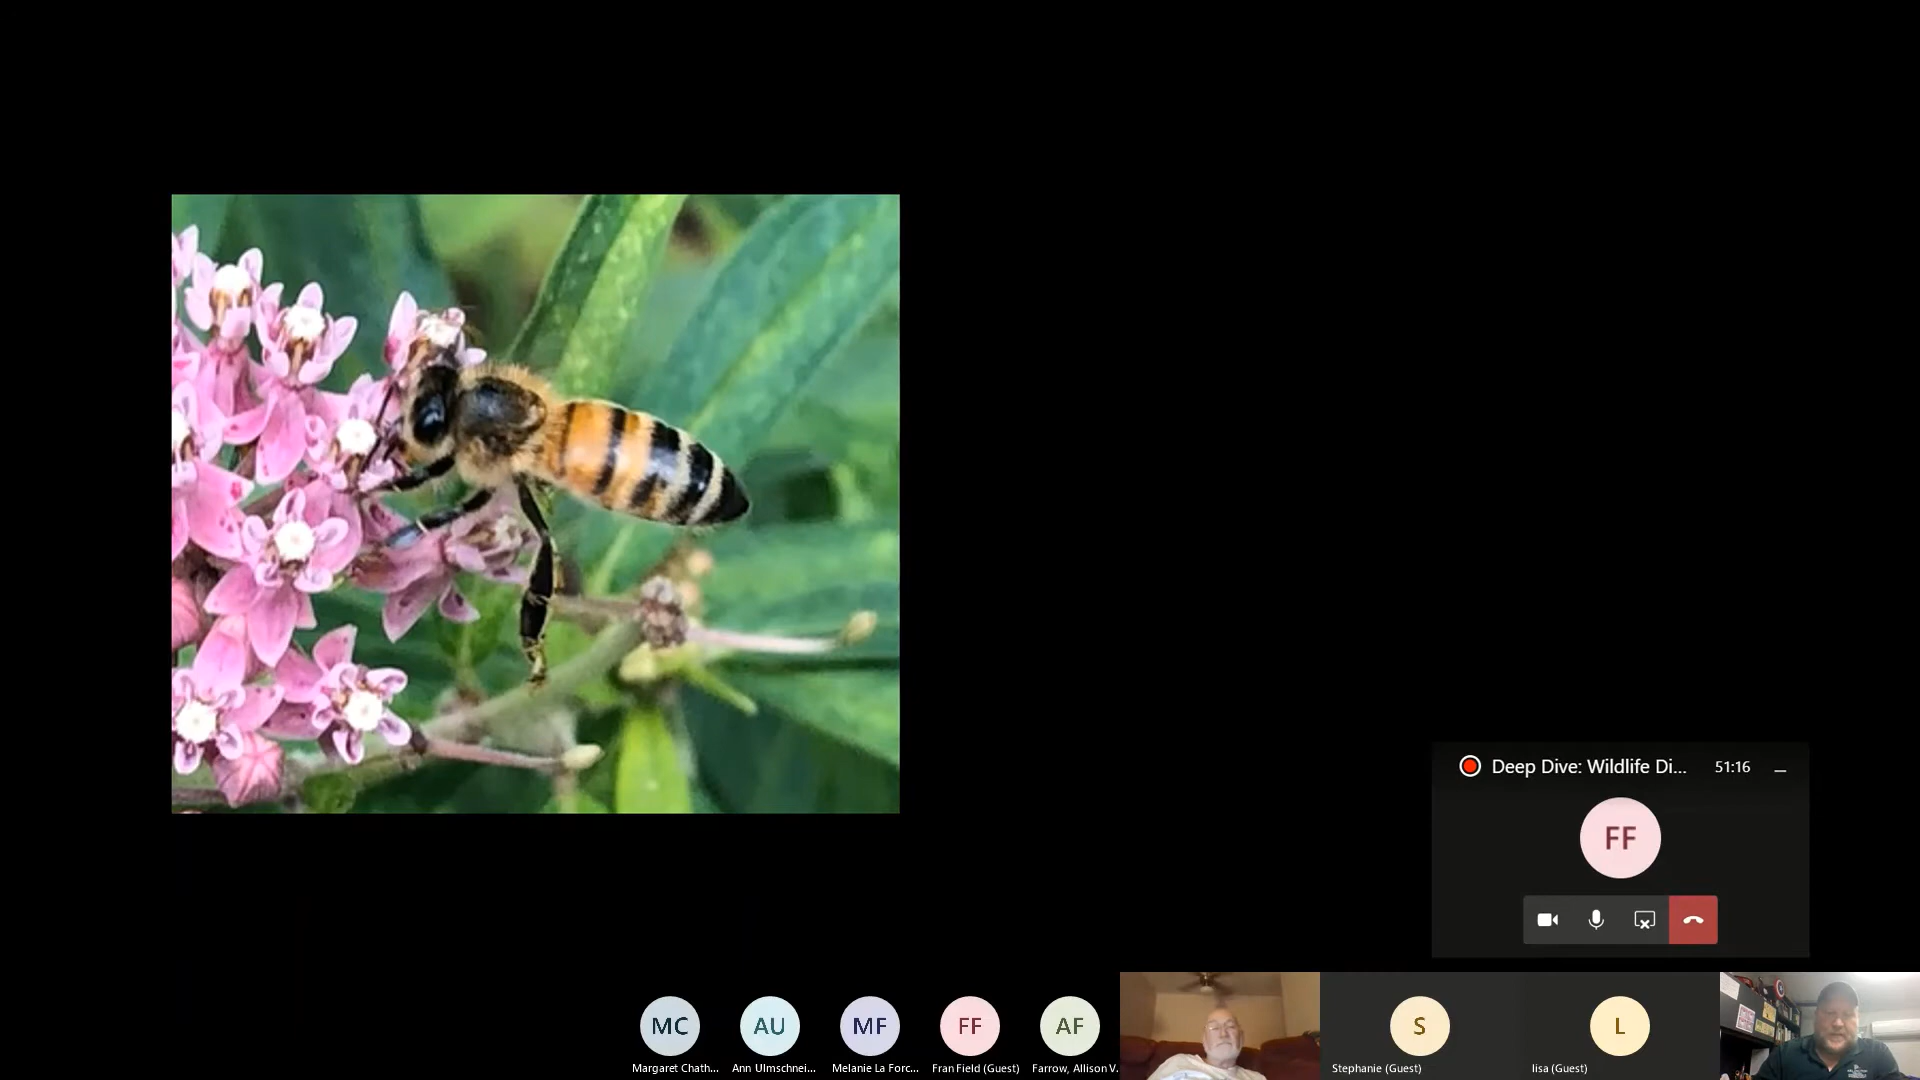 Deep Dive: Wildlife Di... 51:16
FF
MC AU MF FF AF S L
Margaret Chath... Ann Ulmschnei... Melanie La Forc... Fran Field (Guest) Farrow, Allison V. Stephanie (Guest) lisa (Guest)